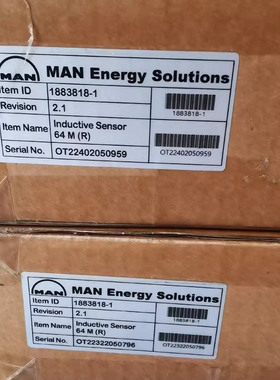 MAN MAN Energy Solutions
Item ID 1883818-1
Revision 2.1
1883818-1
Item Name Inductive Sensor
64 M (R)
Serial No. OT22402050959
OT22402050959
MAN MAN Energy Solutions
Item ID 1883818-1
Revision 2.1
1883818-1
Item Name Inductive Sensor
64 M (R)
Serial No. OT22322050796
OT22322050796